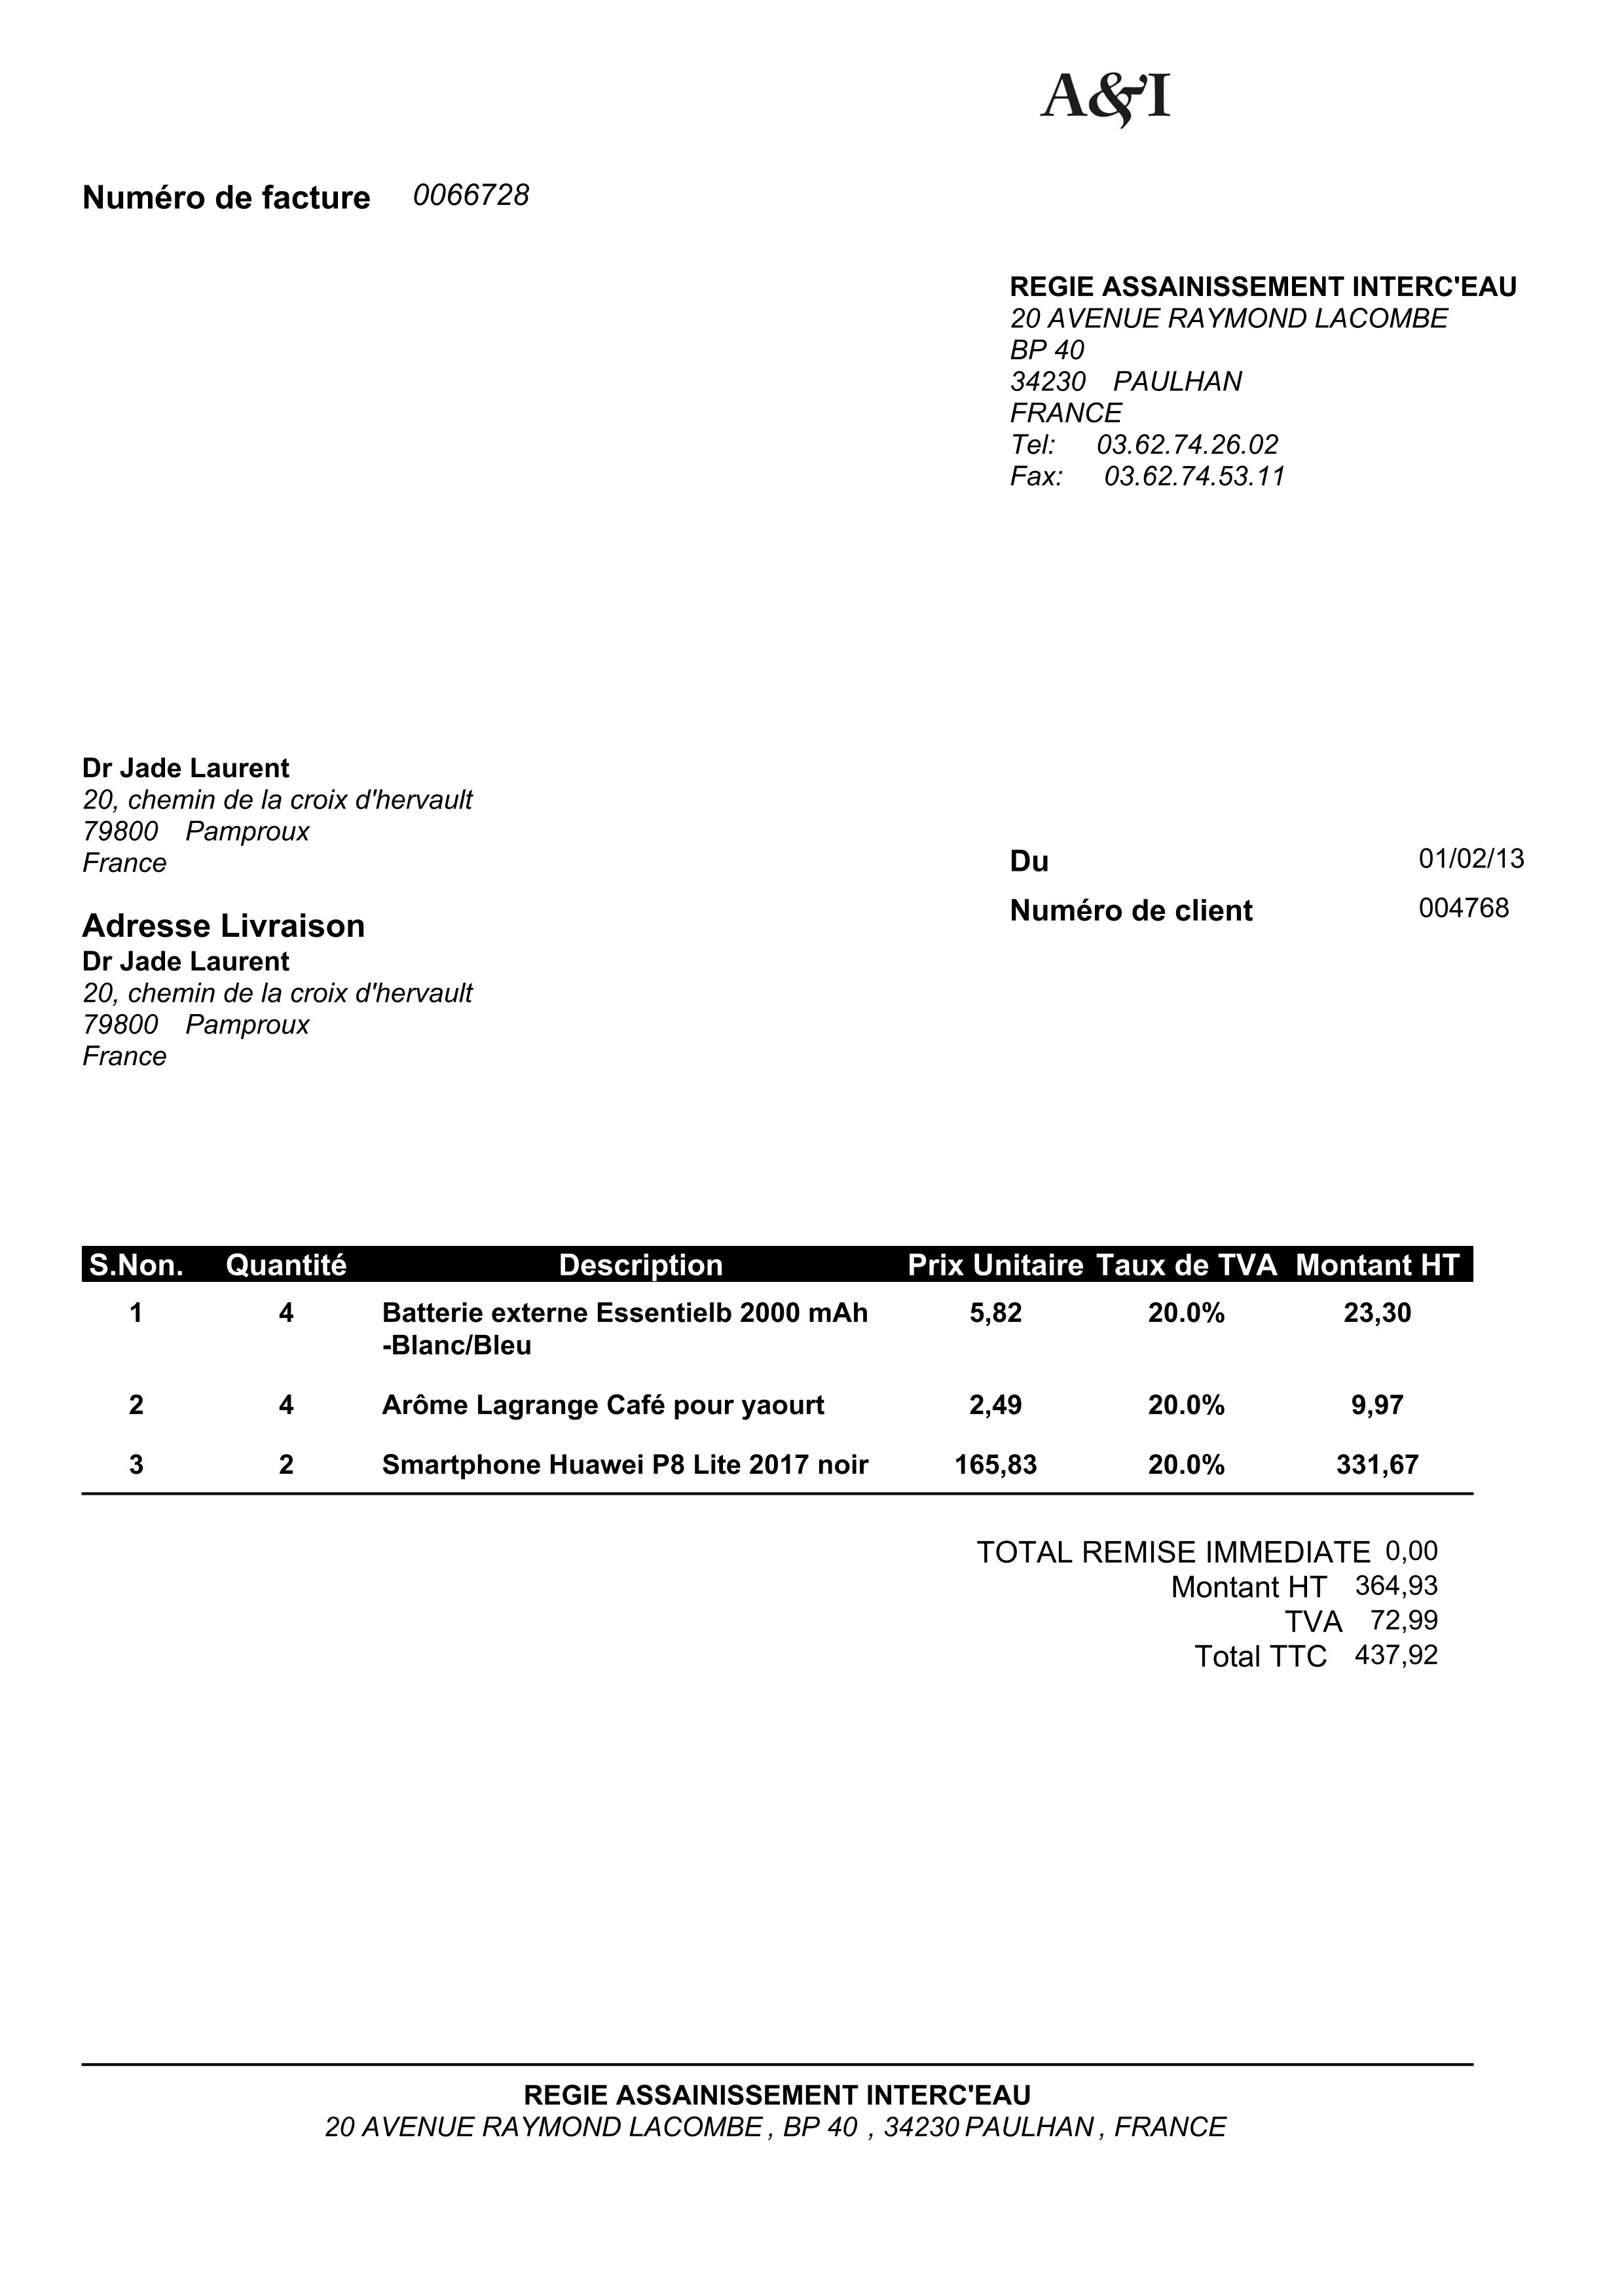 A&I
Numéro de facture 0066728
REGIE ASSAINISSEMENT INTERC'EAU
20 AVENUE RAYMOND LACOMBE
BP 40
34230 PAULHAN
FRANCE
Tel: 03.62.74.26.02
Fax: 03.62.74.53.11
Dr Jade Laurent
20, chemin de la croix d'hervault
79800 Pamproux
France
Du 01/02/13
Numéro de client 004768
Adresse Livraison
Dr Jade Laurent
20, chemin de la croix d'hervault
79800 Pamproux
France
S.Non. Quantité Description Prix Unitaire Taux de TVA Montant HT
1 4 Batterie externe Essentielb 2000 mAh 5,82 20.0% 23,30
-Blanc/Bleu
2 4 Arôme Lagrange Café pour yaourt 2,49 20.0% 9,97
3 2 Smartphone Huawei P8 Lite 2017 noir 165,83 20.0% 331,67
TOTAL REMISE IMMEDIATE 0,00
Montant HT 364,93
TVA 72,99
Total TTC 437,92
REGIE ASSAINISSEMENT INTERC'EAU
20 AVENUE RAYMOND LACOMBE , BP 40 , 34230 PAULHAN , FRANCE